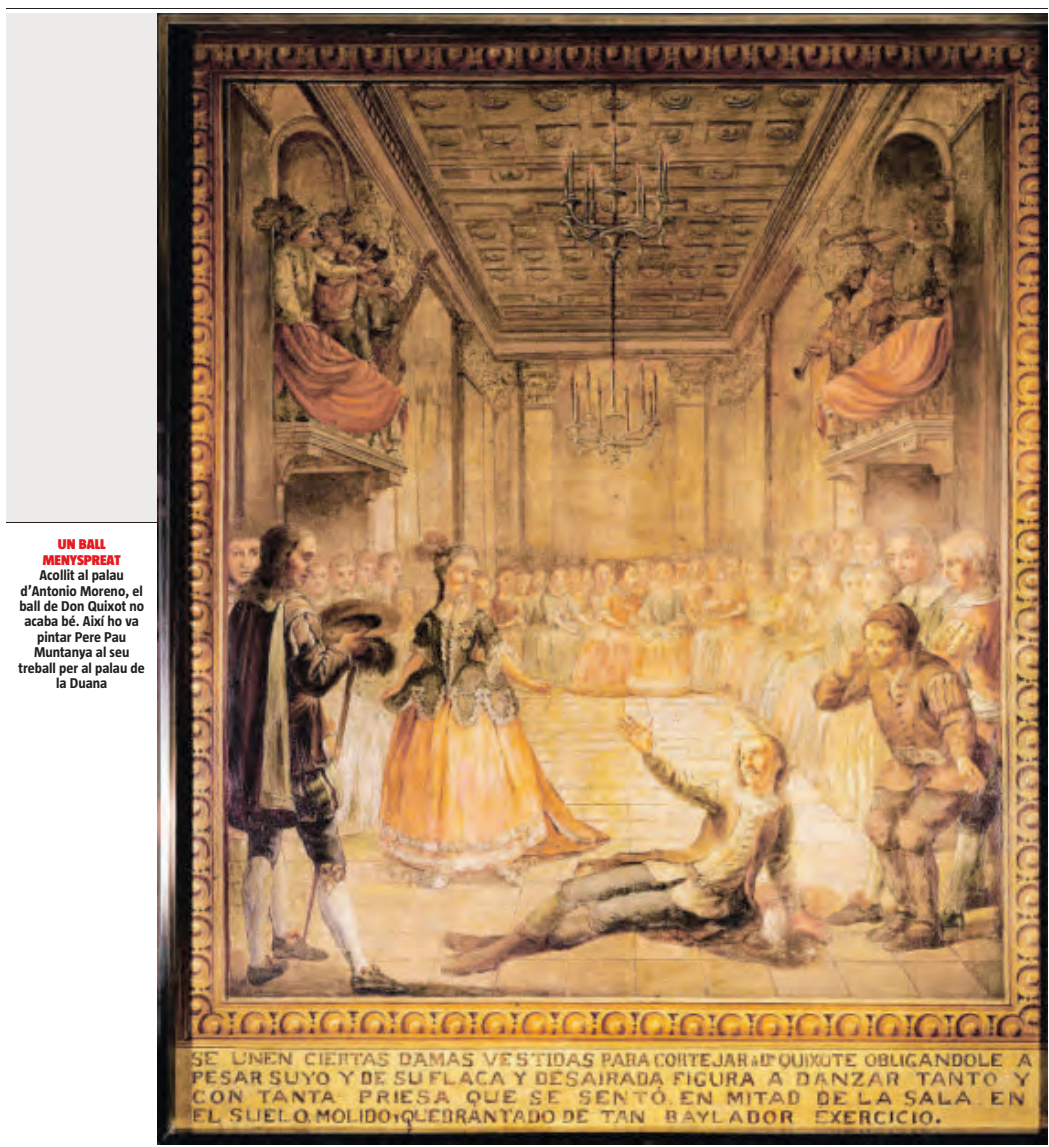 UN BALL
MENYSPREAT
Acollit al palau
d'Antonio Moreno, el
ball de Don Quixot no
acaba bé. Així ho va
pintar Pere Pau
Muntanya al seu
treball per al palau de
la Duana
SE UNEN CIERTAS DAMAS VESTIDAS PARA CORTEJAR a Dn QUIXOTE OBLIGANDOLE A
PESAR SUYO Y DE SU FLACA Y DESAIRADA FIGURA A DANZAR TANTO Y
CON TANTA PRIESA QUE SE SENTÓ EN MITAD DE LA SALA EN
EL SUELO, MOLIDO Y QUEBRANTADO DE TAN BAYLADOR EXERCICIO.